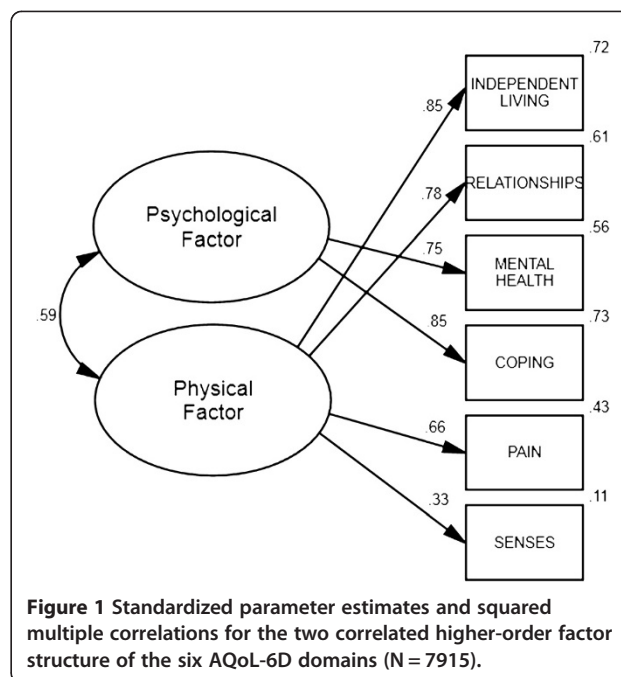 .72
INDEPENDENT
LIVING
.85
.61
RELATIONSHIPS
.78
.56
Psychological
Factor
.75
MENTAL
HEALTH
.73
.85
COPING
.59
.43
Physical
Factor
.66
PAIN
.11
.33
SENSES
Figure 1 Standardized parameter estimates and squared
multiple correlations for the two correlated higher-order factor
structure of the six AQoL-6D domains (N = 7915).